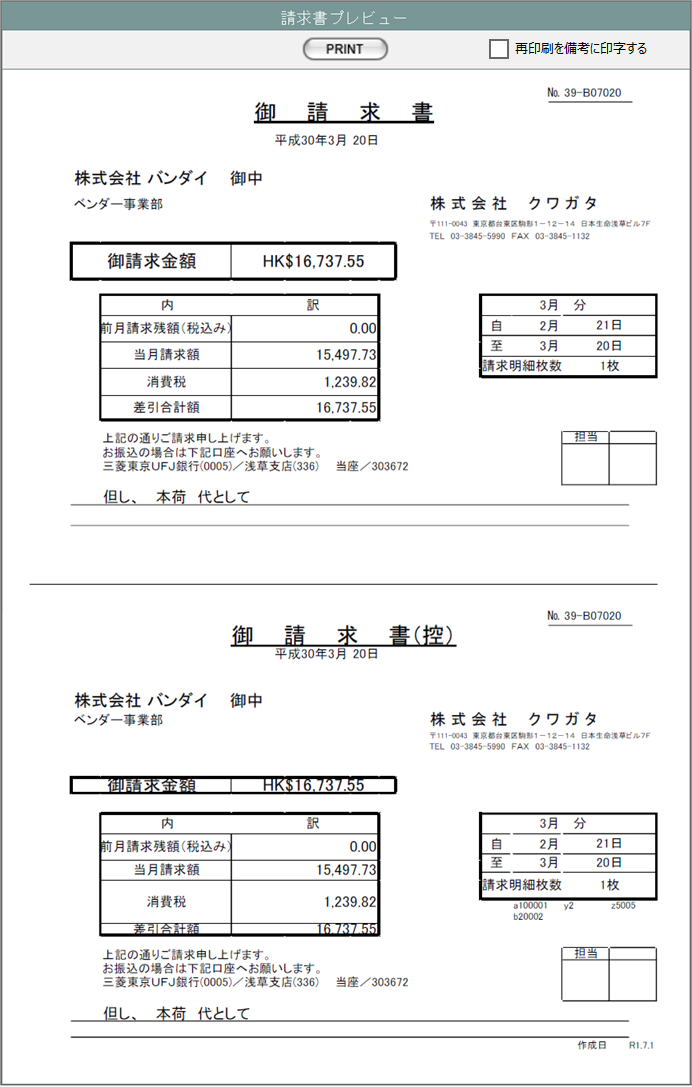 請求書プレビュー
PRINT
再印刷を備考に印字する
№ 39-B07020
御 請 求 書
平成30年3月 20日
株式会社 バンダイ 御中
ベンダー事業部
株 式 会 社 クワガタ
〒111-0043 東京都台東区駒形1-12-14 日本生命浅草ビル7F
TEL 03-3845-5990 FAX 03-3845-1132
御請求金額 HK$16,737.55
内 訳
前月請求残額(税込み) 0.00
当月請求額 15,497.73
消費税 1,239.82
差引合計額 16,737.55
3月 分
自 2月 21日
至 3月 20日
請求明細枚数 1枚
上記の通りご請求申し上げます。
お振込の場合は下記口座へお願いします。
三菱東京UFJ銀行(0005)/浅草支店(336) 当座/303672
担当
但し、 本荷 代として
№ 39-B07020
御 請 求 書(控)
平成30年3月 20日
株式会社 バンダイ 御中
ベンダー事業部
株 式 会 社 クワガタ
〒111-0043 東京都台東区駒形1-12-14 日本生命浅草ビル7F
TEL 03-3845-5990 FAX 03-3845-1132
御請求金額 HK$16,737.55
内 訳
前月請求残額(税込み) 0.00
当月請求額 15,497.73
消費税 1,239.82
差引合計額 16,737.55
3月 分
自 2月 21日
至 3月 20日
請求明細枚数 1枚
a100001 y2 z5005
b20002
上記の通りご請求申し上げます。
お振込の場合は下記口座へお願いします。
三菱東京UFJ銀行(0005)/浅草支店(336) 当座/303672
担当
但し、 本荷 代として
作成日 R1.7.1